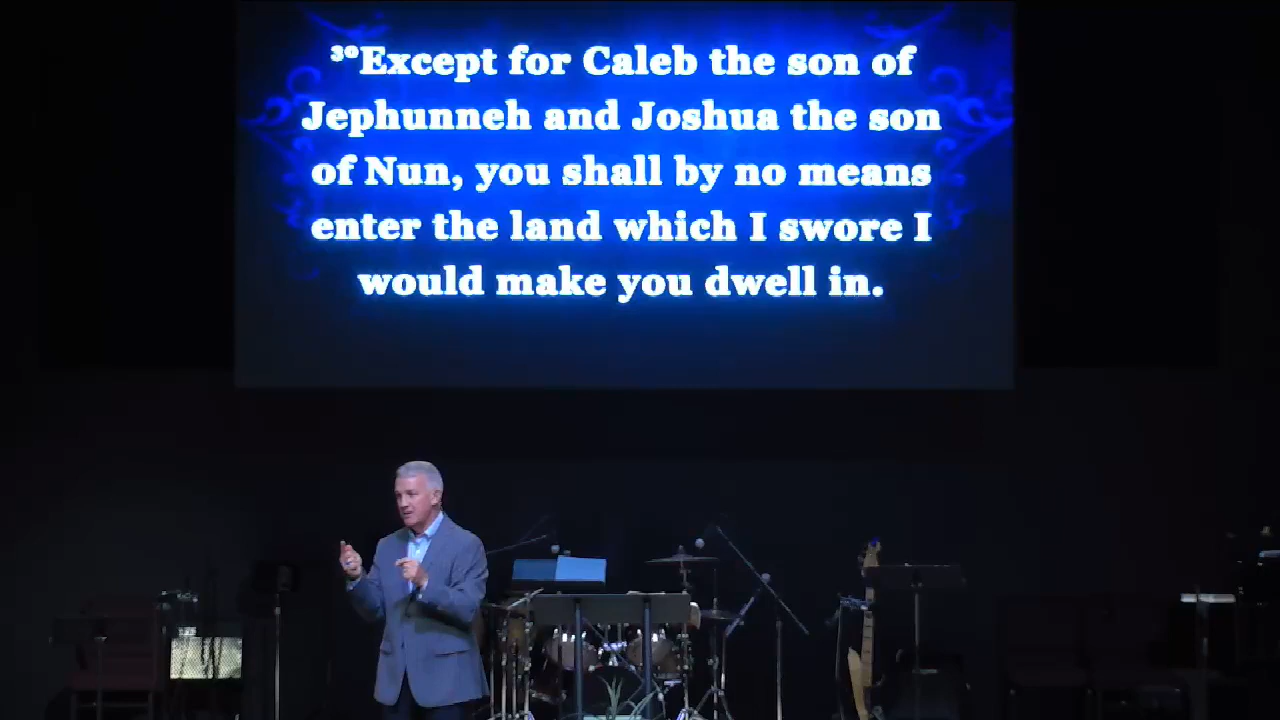 ³⁰Except for Caleb the son of
Jephunneh and Joshua the son
of Nun, you shall by no means
enter the land which I swore I
would make you dwell in.